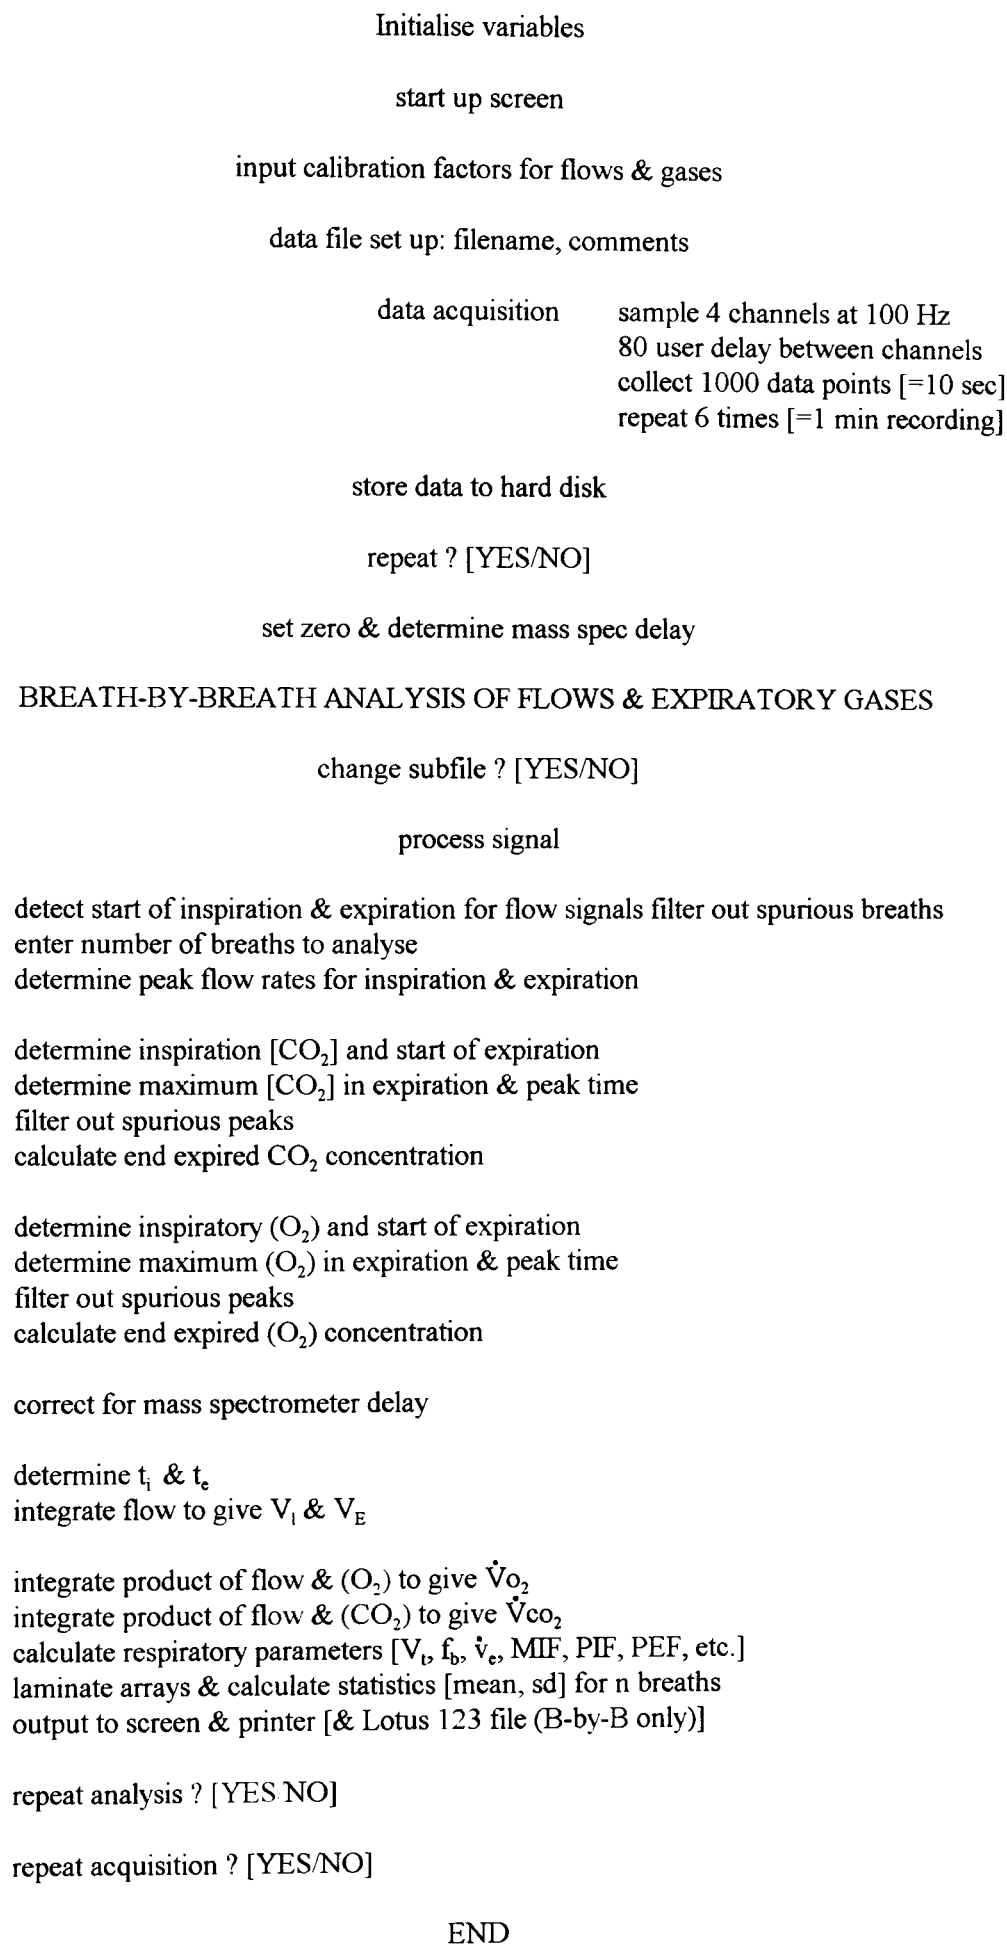 Initialise variables
start up screen
input calibration factors for flows & gases
data file set up: filename, comments
data acquisition sample 4 channels at 100 Hz
80 user delay between channels
collect 1000 data points [=10 sec]
repeat 6 times [=1 min recording]
store data to hard disk
repeat ? [YES/NO]
set zero & determine mass spec delay
BREATH-BY-BREATH ANALYSIS OF FLOWS & EXPIRATORY GASES
change subfile ? [YES/NO]
process signal
detect start of inspiration & expiration for flow signals filter out spurious breaths
enter number of breaths to analyse
determine peak flow rates for inspiration & expiration
determine inspiration [CO₂] and start of expiration
determine maximum [CO₂] in expiration & peak time
filter out spurious peaks
calculate end expired CO₂ concentration
determine inspiratory (O₂) and start of expiration
determine maximum (O₂) in expiration & peak time
filter out spurious peaks
calculate end expired (O₂) concentration
correct for mass spectrometer delay
determine tᵢ & tₑ
integrate flow to give V_I & V_E
integrate product of flow & (O₂) to give V̇o₂
integrate product of flow & (CO₂) to give V̇co₂
calculate respiratory parameters [Vₜ, f_b, v̇ₑ, MIF, PIF, PEF, etc.]
laminate arrays & calculate statistics [mean, sd] for n breaths
output to screen & printer [& Lotus 123 file (B-by-B only)]
repeat analysis ? [YES NO]
repeat acquisition ? [YES/NO]
END